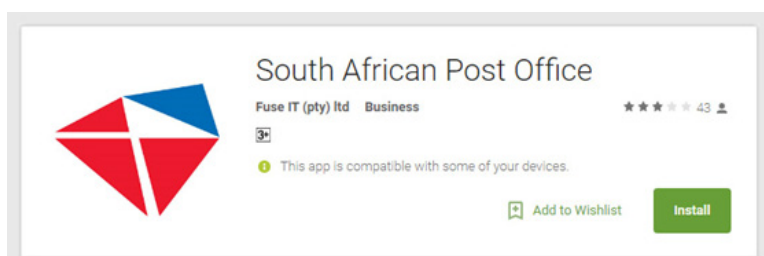 South African Post Office
Fuse IT (pty) ltd Business
43
3+
This app is compatible with some of your devices.
Add to Wishlist
Install